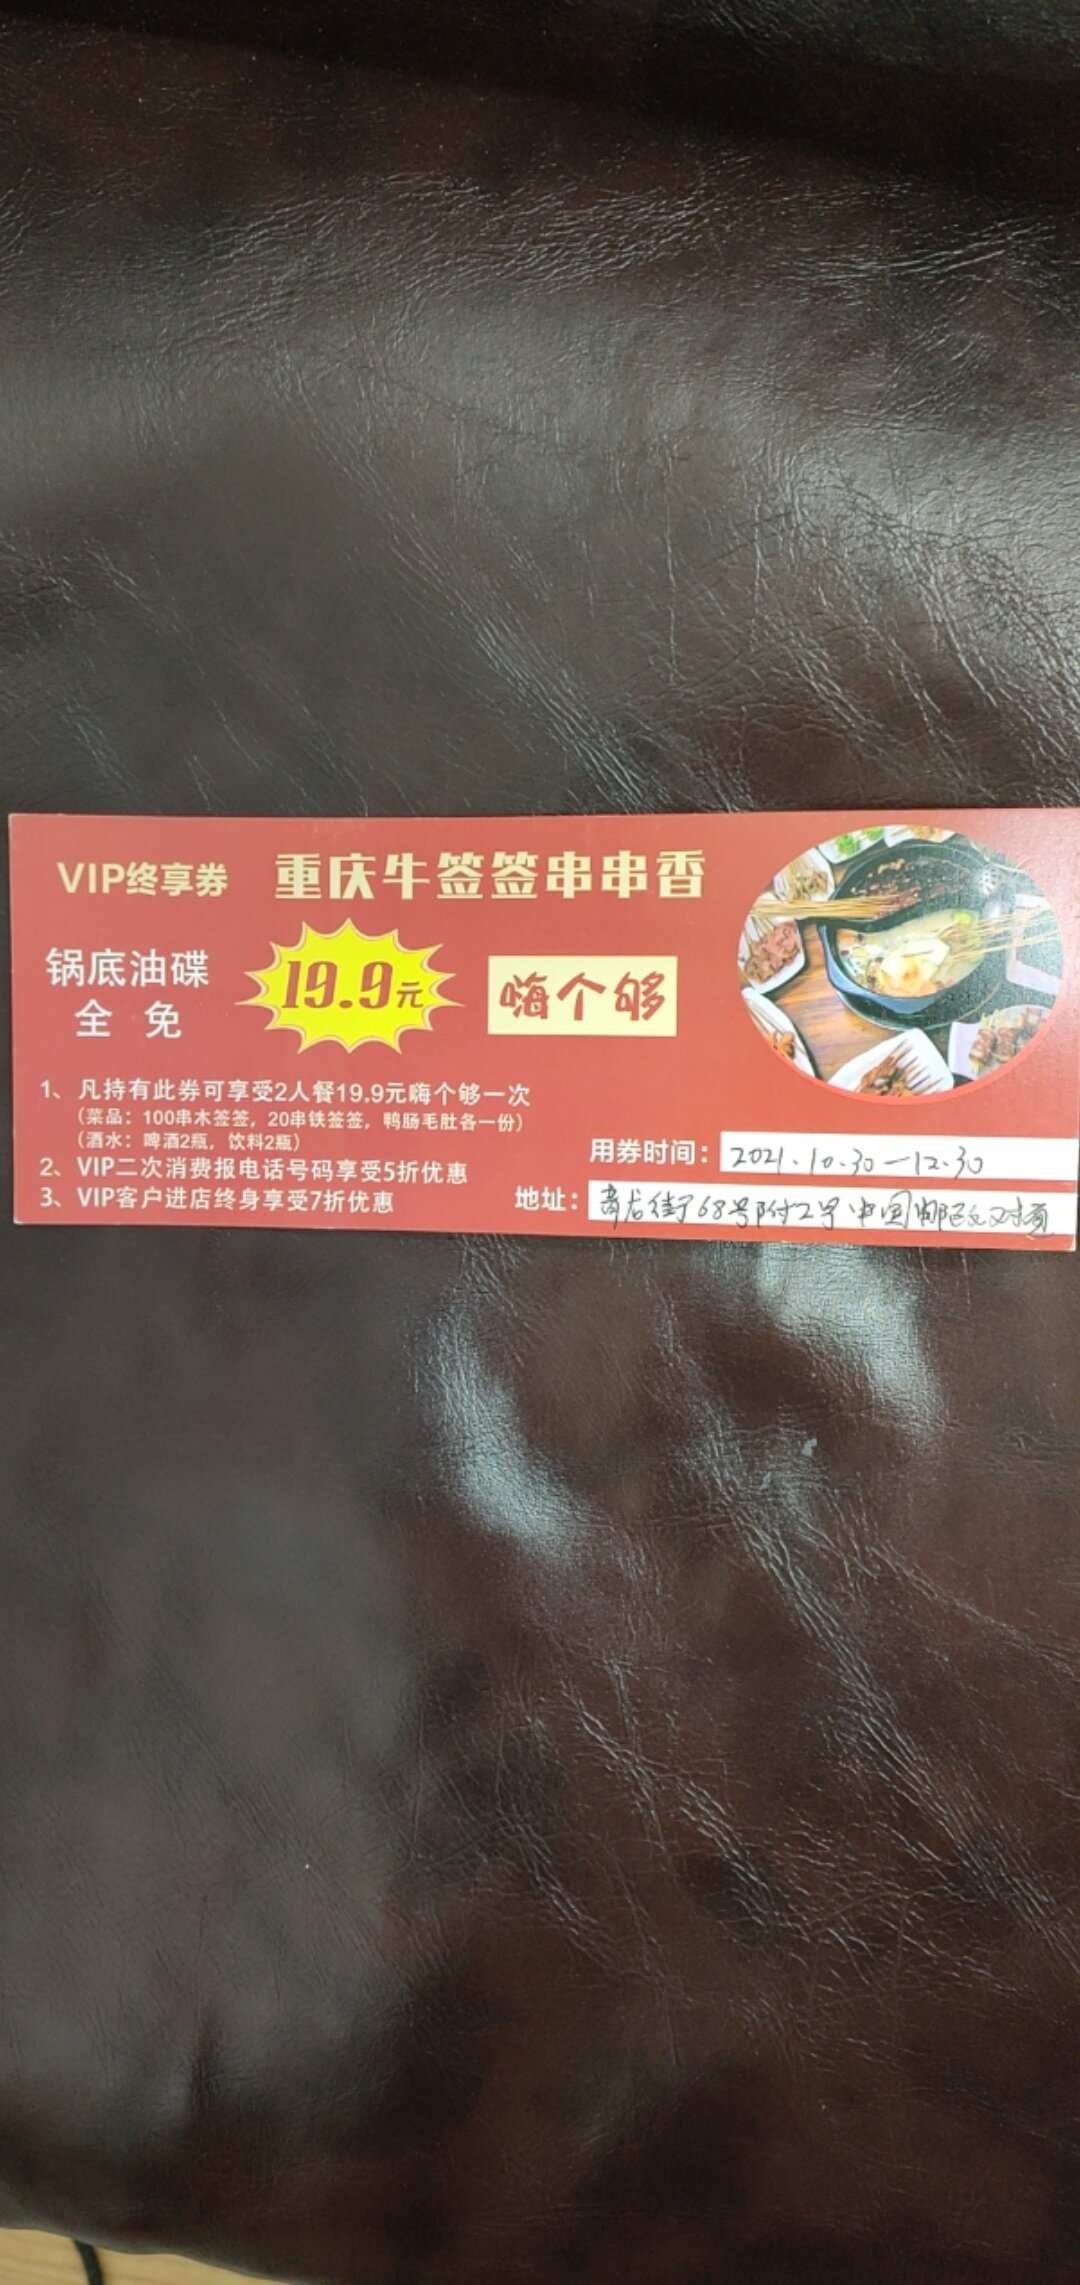 VIP终享券 重庆牛签签串串香
锅底油碟
全 免
19.9元
嗨个够
1、凡持有此券可享受2人餐19.9元嗨个够一次
（菜品：100串木签签，20串铁签签，鸭肠毛肚各一份）
（酒水：啤酒2瓶，饮料2瓶）
2、VIP二次消费报电话号码享受5折优惠
3、VIP客户进店终身享受7折优惠
用券时间：2021.10.30—12.30
地址：街68号附2号中国邮政对面